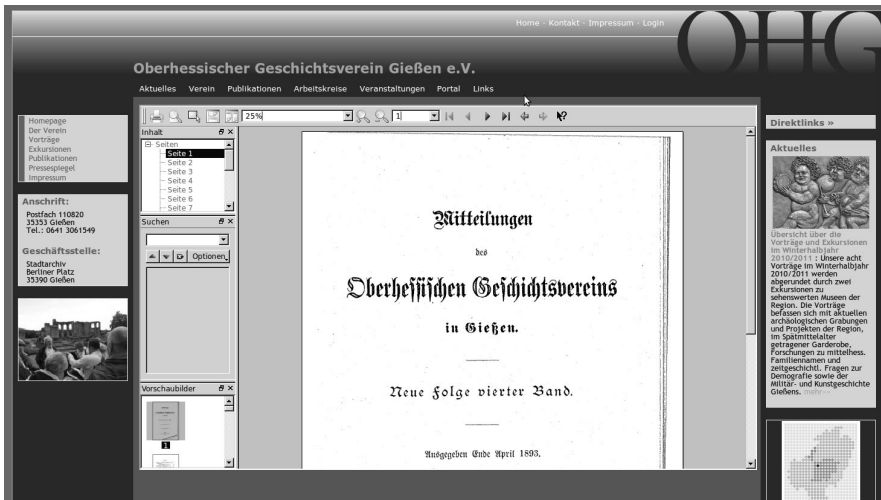 Home - Kontakt - Impressum - Login
OHG
Oberhessischer Geschichtsverein Gießen e.V.
Aktuelles Verein Publikationen Arbeitskreise Veranstaltungen Portal Links
Homepage
Der Verein
Vorträge
Exkursionen
Publikationen
Pressespiegel
Impressum
Anschrift:
Postfach 110820
35353 Gießen
Tel.: 0641 3061549
Geschäftsstelle:
Stadtarchiv
Berliner Platz
35390 Gießen
25%
1
Inhalt
Seiten
Seite 1
Seite 2
Seite 3
Seite 4
Seite 5
Seite 6
Seite 7
Suchen
Optionen
Vorschaubilder
1
Mitteilungen
des
Oberhessischen Geschichtsvereins
in Gießen.
Neue Folge vierter Band.
Ausgegeben Ende April 1893.
Direktlinks »
Aktuelles
Übersicht über die
Vorträge und Exkursionen
im Winterhalbjahr
2010/2011 : Unsere acht
Vorträge im Winterhalbjahr
2010/2011 werden
abgerundet durch zwei
Exkursionen zu
sehenswerten Museen der
Region. Die Vorträge
befassen sich mit aktuellen
archäologischen Grabungen
und Projekten der Region,
im Spätmittelalter
getragener Garderobe,
Forschungen zu mittelhess.
Familiennamen und
zeitgeschichtl. Fragen zur
Demografie sowie der
Militär- und Kunstgeschichte
Gießens. mehr--